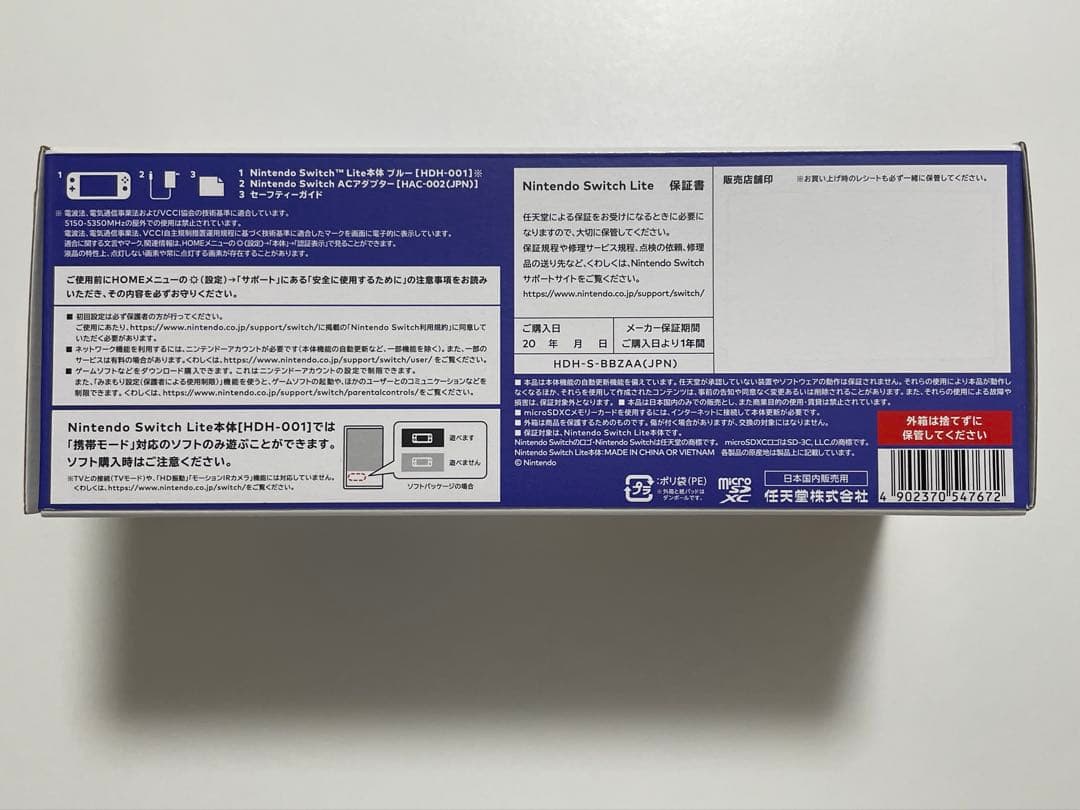 1 2 3
1 Nintendo Switch™ Lite本体 ブルー[HDH-001]※
2 Nintendo Switch ACアダプター[HAC-002(JPN)]
3 セーフティーガイド
※ 電波法、電気通信事業法およびVCCI協会の技術基準に適合しています。
5150-5350MHzの屋外での使用は禁止されています。
電波法、電気通信事業法、VCCI自主規制措置運用規程に基づく技術基準に適合したマークを画面に電子的に表示しています。
適合に関する文言やマーク、関連情報は、HOMEメニューの(設定)→「本体」→「認証表示」で見ることができます。
液晶の特性上、点灯しない画素や常に点灯する画素が存在することがあります。
ご使用前にHOMEメニューの(設定)→「サポート」にある「安全に使用するために」の注意事項をお読み
いただき、その内容を必ずお守りください。
■ 初回設定は必ず保護者の方が行ってください。
ご使用にあたり、https://www.nintendo.co.jp/support/switch/に掲載の「Nintendo Switch利用規約」に同意して
いただく必要があります。
■ ネットワーク機能を利用するには、ニンテンドーアカウントが必要です(本体機能の自動更新など、一部機能を除く)。また、一部の
サービスは有料の場合があります。くわしくは、https://www.nintendo.co.jp/support/switch/user/をご覧ください。
■ ゲームソフトなどをダウンロード購入できます。これはニンテンドーアカウントの設定で制限できます。
また、「みまもり設定(保護者による使用制限)」機能を使うと、ゲームソフトの起動や、ほかのユーザーとのコミュニケーションなどを
制限できます。くわしくは、https://www.nintendo.co.jp/support/switch/parentalcontrols/をご覧ください。
Nintendo Switch Lite本体[HDH-001]では
「携帯モード」対応のソフトのみ遊ぶことができます。
ソフト購入時はご注意ください。
※TVとの接続(TVモード)や、「HD振動」「モーションIRカメラ」機能には対応していません。
くわしくは、https://www.nintendo.co.jp/switch/をご覧ください。
遊べます
遊べません
ソフトパッケージの場合
Nintendo Switch Lite 保証書
任天堂による保証をお受けになるときに必要に
なりますので、大切に保管してください。
保証規程や修理サービス規程、点検の依頼、修理
品の送り先など、くわしくは、Nintendo Switch
サポートサイトをご覧ください。
https://www.nintendo.co.jp/support/switch/
ご購入日
20 年 月 日
メーカー保証期間
ご購入日より1年間
HDH-S-BBZAA(JPN)
販売店舗印 ※お買い上げ時のレシートも必ず一緒に保管してください。
■ 本品は本体機能の自動更新機能を備えています。任天堂が承認していない装置やソフトウェアの動作は保証されません。それらの使用により本品が動作し
なくなるほか、それらを使用して作成されたコンテンツは、事前の告知や同意なく変更あるいは削除されることがあります。また、それらの使用による故障や
損害は、保証対象外となります。 ■ 本品は日本国内のみでの販売とし、また商業目的の使用・賃貸は禁止されています。
■ microSDXCメモリーカードを使用するには、インターネットに接続して本体更新が必要です。
■ 外箱は商品を保護するためのものです。傷が付く場合がありますが、交換の対象にはなりません。
■ 保証対象は、Nintendo Switch Lite本体です。
Nintendo Switchのロゴ・Nintendo Switchは任天堂の商標です。 microSDXCロゴはSD-3C, LLCの商標です。
Nintendo Switch Lite本体:MADE IN CHINA OR VIETNAM 各製品の原産地は製品上に記載しています。
© Nintendo
外箱は捨てずに
保管してください
プラ
:ポリ袋(PE)
※外箱と紙パッドは
ダンボールです。
micro
SD
XC
日本国内販売用
任天堂株式会社
4 902370 547672